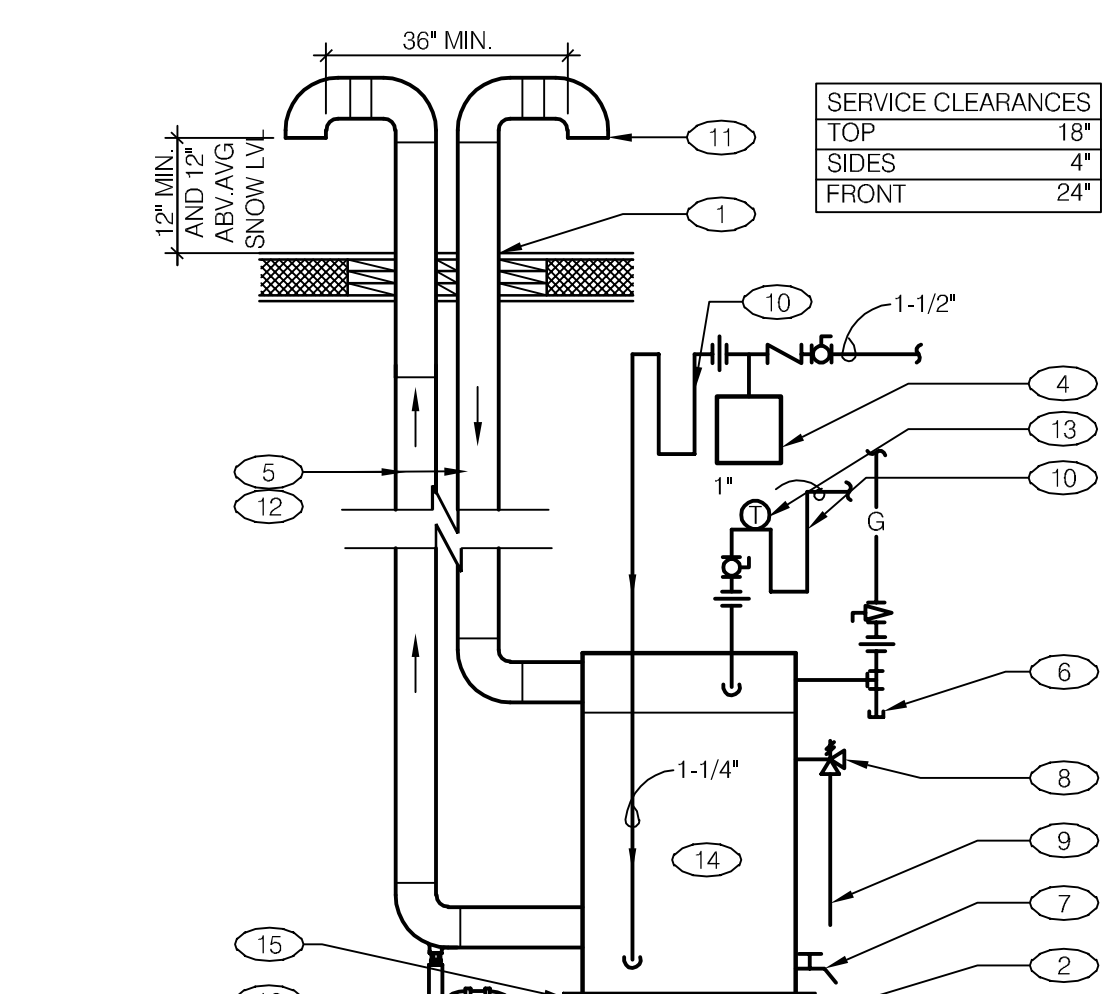 36" MIN.
SERVICE CLEARANCES
TOP 18"
SIDES 4"
FRONT 24"
11
12" MIN.
AND 12"
ABV.AVG
SNOW LVL
1
10
1-1/2"
4
13
5
12
1"
10
T
G
6
1-1/4"
8
14
9
7
15
2